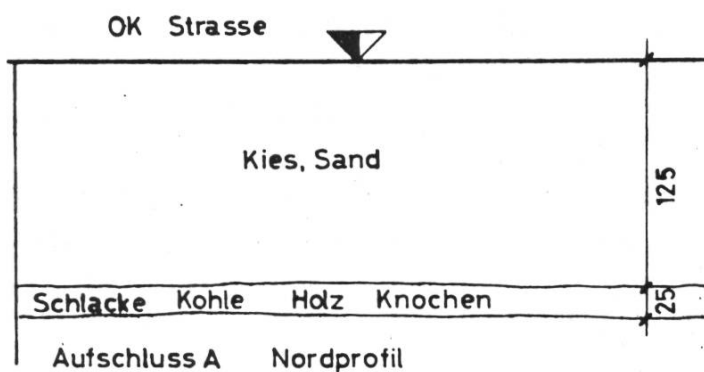 OK Strasse
Kies, Sand
125
Schlacke Kohle Holz Knochen
25
Aufschluss A Nordprofil